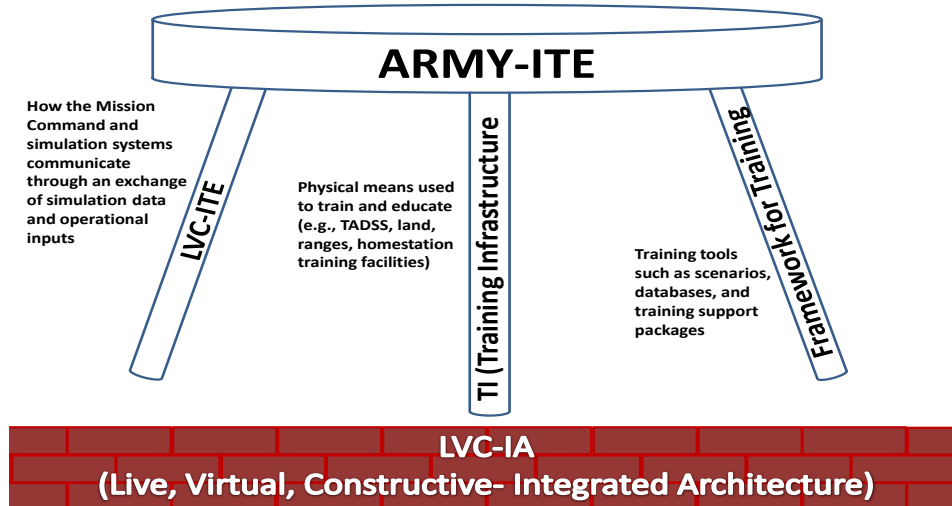 ARMY-ITE
How the Mission
Command and
simulation systems
communicate
through an exchange
of simulation data
and operational
inputs
LVC-ITE
Physical means used
to train and educate
(e.g., TADSS, land,
ranges, homestation
training facilities)
TI (Training Infrastructure
Training tools
such as scenarios,
databases, and
training support
packages
Framework for Training
LVC-IA
(Live, Virtual, Constructive- Integrated Architecture)